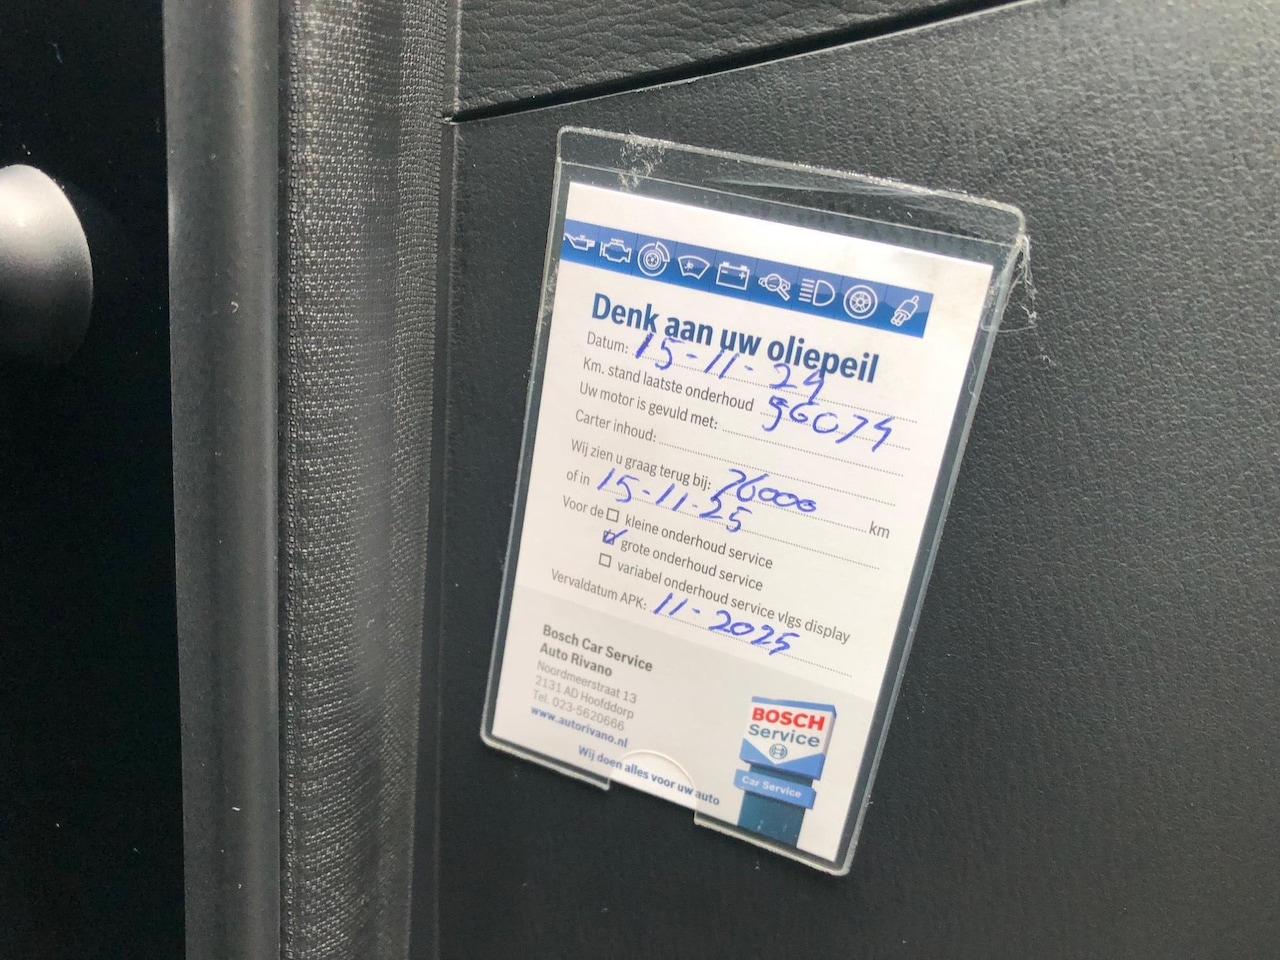 Denk aan uw oliepeil
Datum: 15-11-24
Km. stand laatste onderhoud 56074
Uw motor is gevuld met:
Carter inhoud:
Wij zien u graag terug bij: 76000 km
of in 15-11-25
Voor de kleine onderhoud service
grote onderhoud service
variabel onderhoud service vlgs display
Vervaldatum APK: 11-2025
Bosch Car Service
Auto Rivano
Noordmeerstraat 13
2131 AD Hoofddorp
Tel. 023-5620666
www.autorivano.nl
Wij doen alles voor uw auto
BOSCH
Service
Car Service